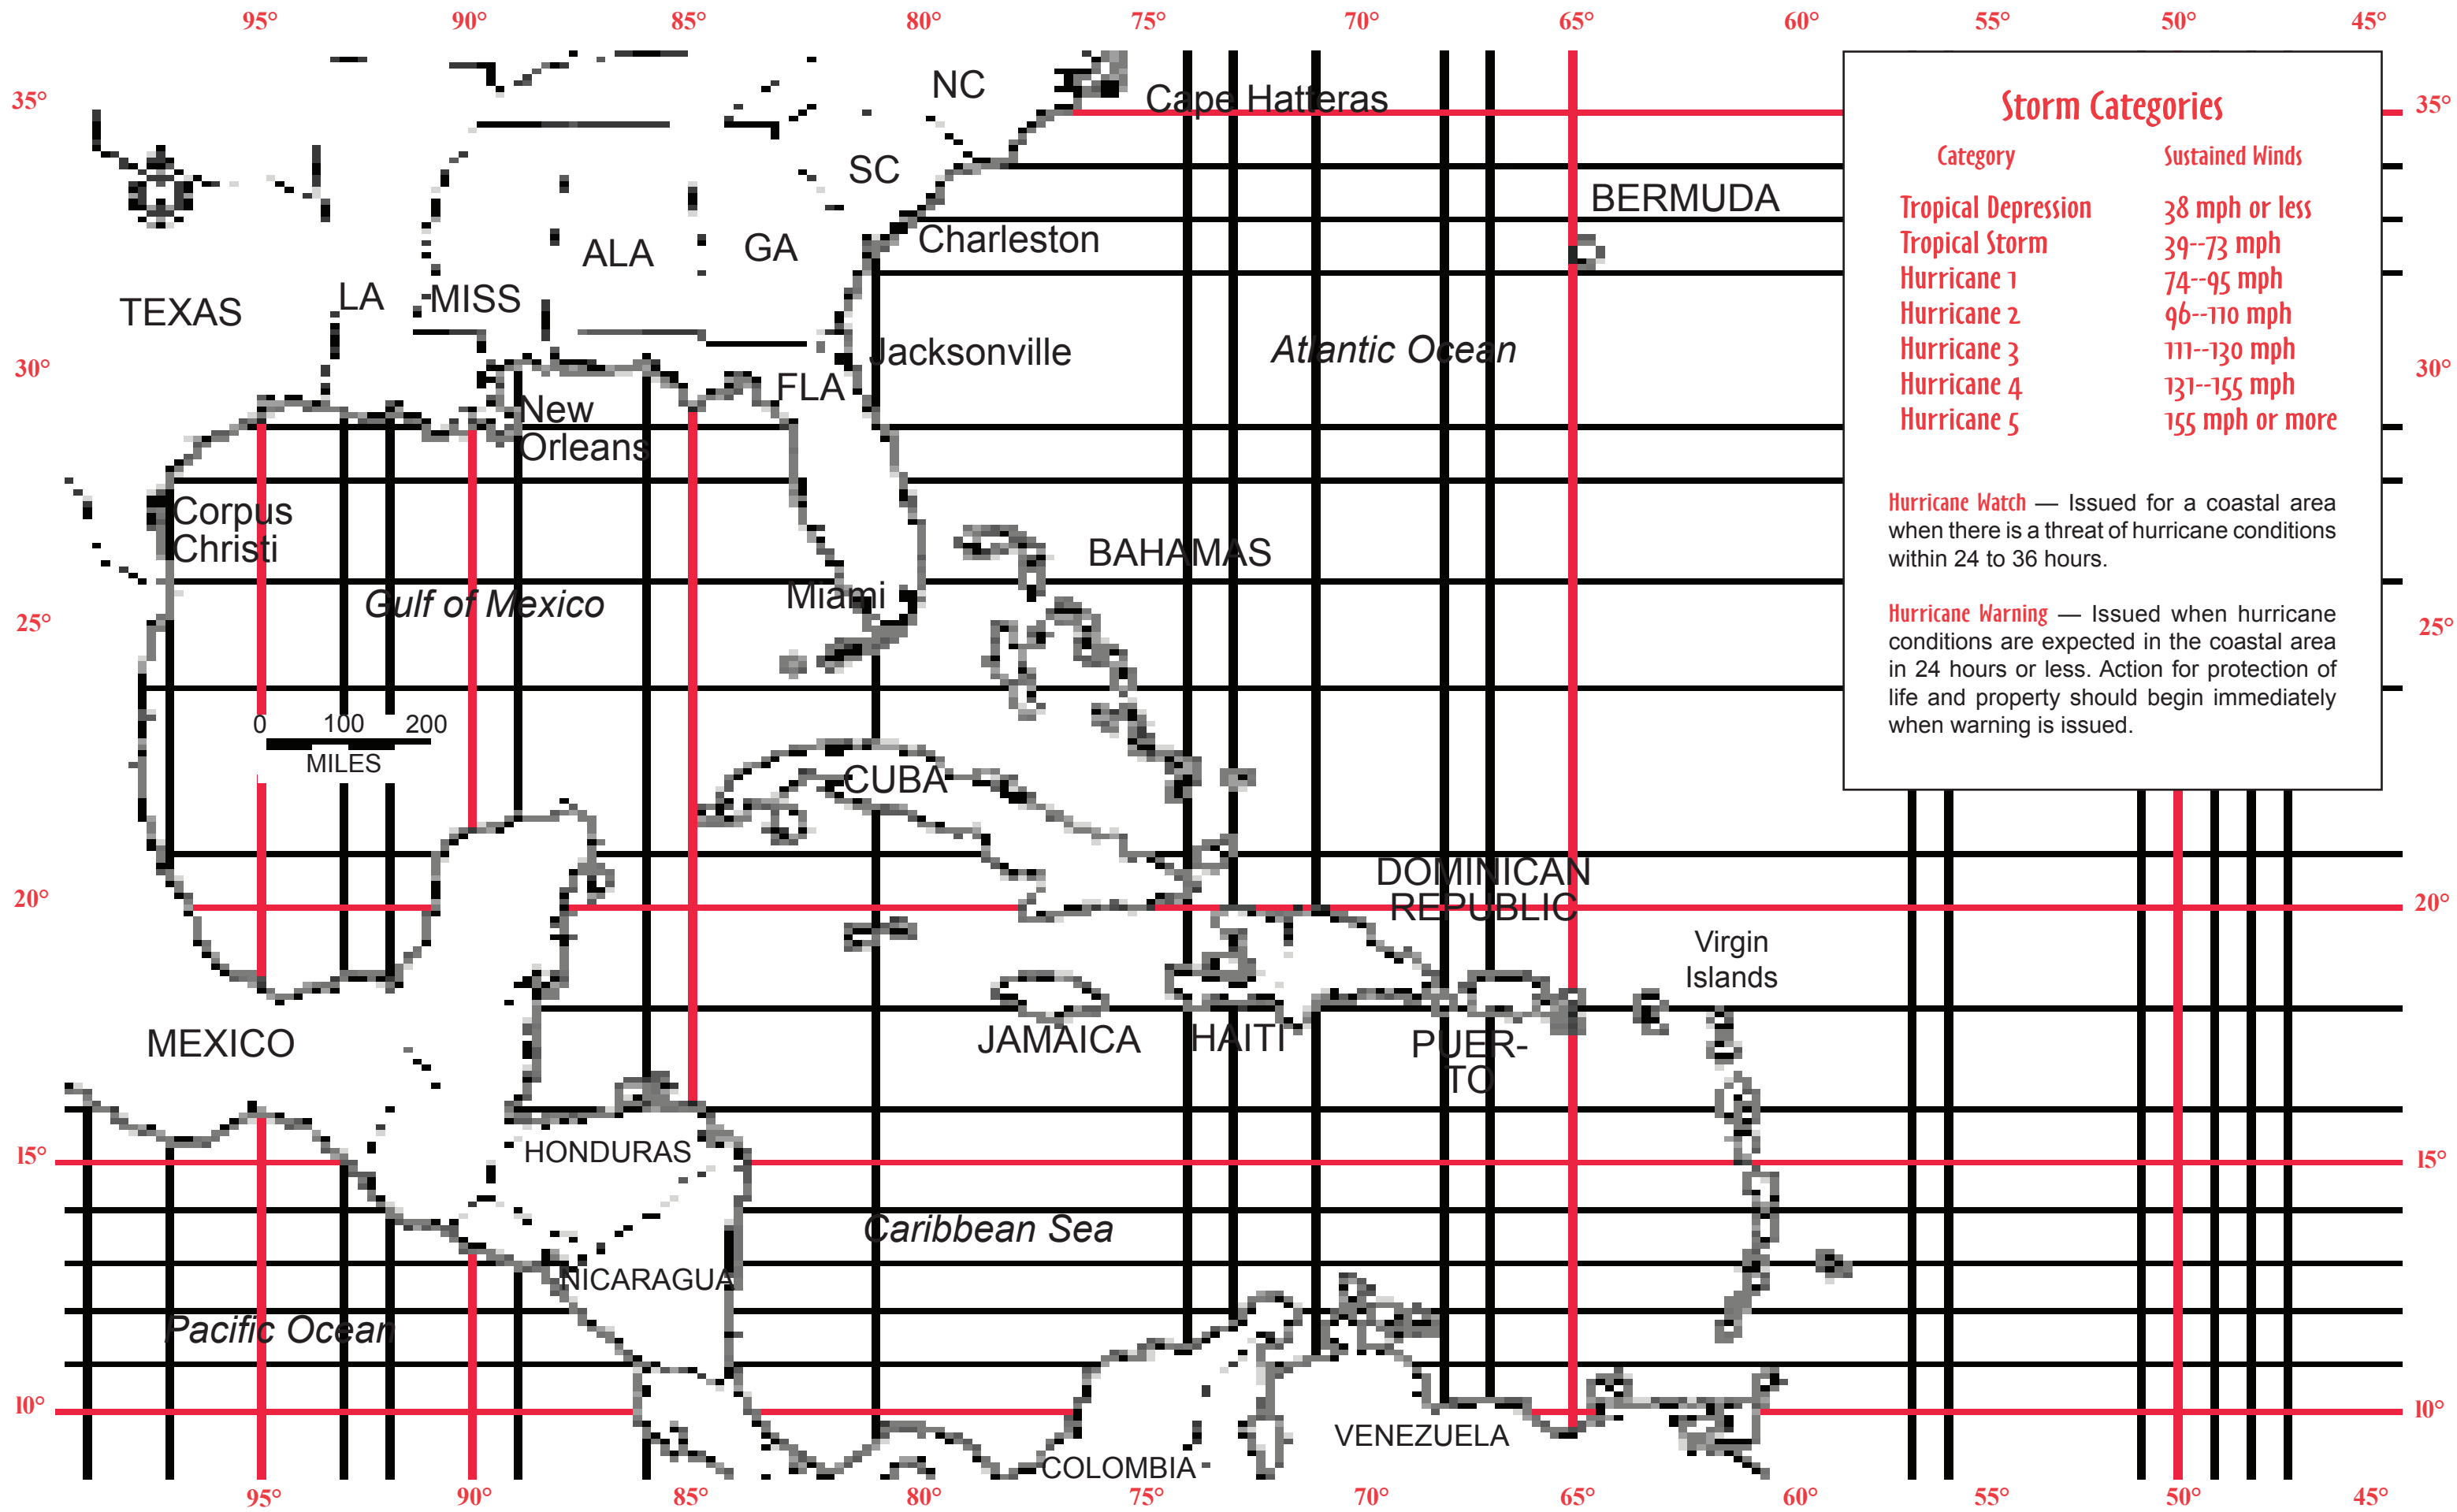 95° 90° 85° 80° 75° 70° 65° 60° 55° 50° 45°
NC
35° Cape Hatteras 35°
Storm Categories
Category Sustained Winds
Tropical Depression 38 mph or less
Tropical Storm 39--73 mph
Hurricane 1 74--95 mph
Hurricane 2 96--110 mph
Hurricane 3 111--130 mph
Hurricane 4 131--155 mph
Hurricane 5 155 mph or more
Hurricane Watch — Issued for a coastal area
when there is a threat of hurricane conditions
within 24 to 36 hours.
Hurricane Warning — Issued when hurricane
conditions are expected in the coastal area
in 24 hours or less. Action for protection of
life and property should begin immediately
when warning is issued.
SC
BERMUDA
Charleston
ALA GA
TEXAS LA MISS
Jacksonville Atlantic Ocean
30° 30°
FLA
New
Orleans
Corpus
Christi
BAHAMAS
Gulf of Mexico Miami
25° 25°
0 100 200
MILES
CUBA
DOMINICAN
REPUBLIC
20° 20°
Virgin
Islands
MEXICO JAMAICA HAITI PUER-
TO
HONDURAS
15° 15°
Caribbean Sea
NICARAGUA
Pacific Ocean
10° 10°
VENEZUELA
COLOMBIA
95° 90° 85° 80° 75° 70° 65° 60° 55° 50° 45°